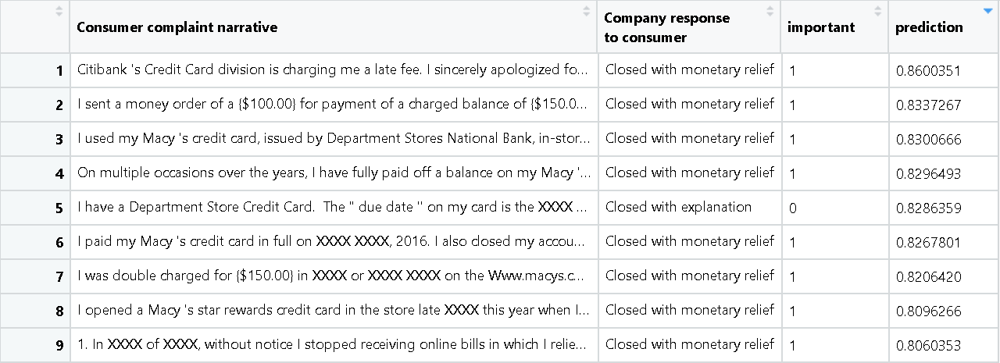 Consumer complaint narrative Company response to consumer important prediction
1 Citibank 's Credit Card division is charging me a late fee. I sincerely apologized fo... Closed with monetary relief 1 0.8600351
2 I sent a money order of a {$100.00} for payment of a charged balance of {$150.0... Closed with monetary relief 1 0.8337267
3 I used my Macy 's credit card, issued by Department Stores National Bank, in-stor... Closed with monetary relief 1 0.8300666
4 On multiple occasions over the years, I have fully paid off a balance on my Macy '... Closed with monetary relief 1 0.8296493
5 I have a Department Store Credit Card.  The " due date " on my card is the XXXX ... Closed with explanation 0 0.8286359
6 I paid my Macy 's credit card in full on XXXX XXXX, 2016. I also closed my accou... Closed with monetary relief 1 0.8267801
7 I was double charged for {$150.00} in XXXX or XXXX XXXX on the Www.macys.c... Closed with monetary relief 1 0.8206420
8 I opened a Macy 's star rewards credit card in the store late XXXX this year when I... Closed with monetary relief 1 0.8096266
9 1. In XXXX of XXXX, without notice I stopped receiving online bills in which I relie... Closed with monetary relief 1 0.8060353